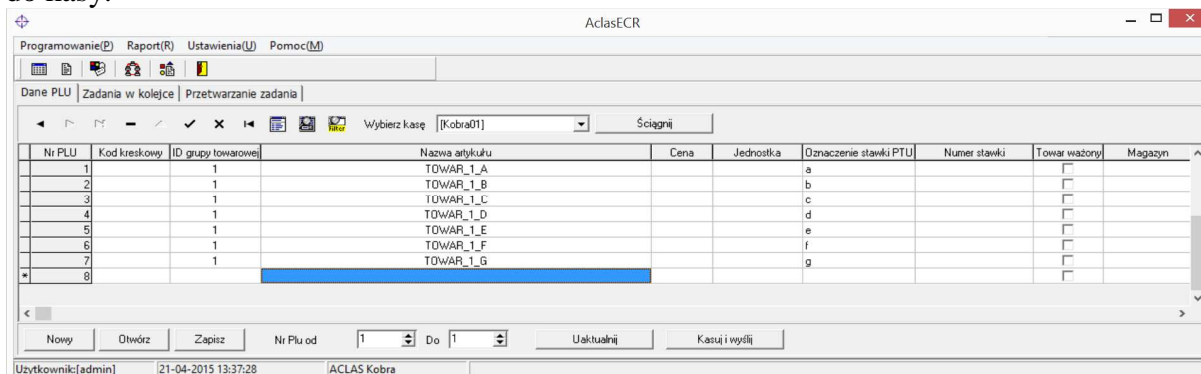 do kasy.
AclasECR
Programowanie(P) Raport(R) Ustawienia(U) Pomoc(M)
Dane PLU Zadania w kolejce Przetwarzanie zadania
Filter Wybierz kasę [Kobra01] Ściągnij
Nr PLU Kod kreskowy ID grupy towarowej Nazwa artykułu Cena Jednostka Oznaczenie stawki PTU Numer stawki Towar ważony Magazyn
1 1 TOWAR_1_A a
2 1 TOWAR_1_B b
3 1 TOWAR_1_C c
4 1 TOWAR_1_D d
5 1 TOWAR_1_E e
6 1 TOWAR_1_F f
7 1 TOWAR_1_G g
* 8
Nowy Otwórz Zapisz Nr Plu od 1 Do 1 Uaktualnij Kasuj i wyślij
Użytkownik:[admin] 21-04-2015 13:37:28 ACLAS Kobra